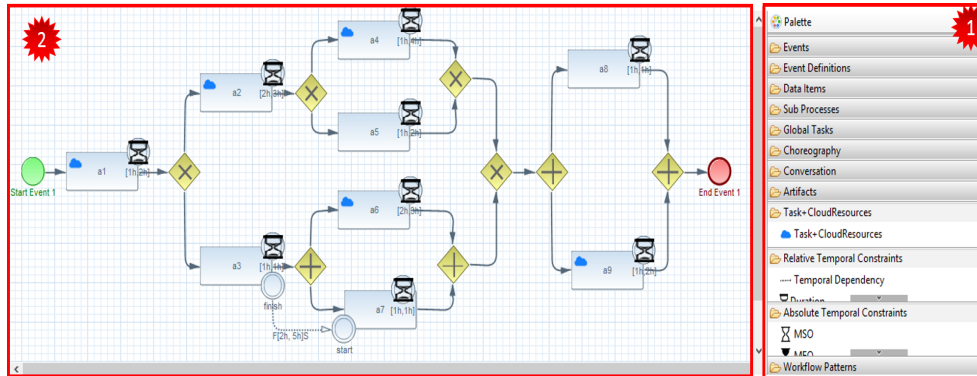 2
a4
[1h,4h]
a2
[2h,3h]
a5
[1h,2h]
a8
[1h,1h]
a1
[1h,2h]
Start Event 1
End Event 1
a6
[2h,3h]
a3
[1h,1h]
finish
a7
[1h,1h]
F[2h, 5h]S
start
a9
[1h,2h]
1
Palette
Events
Event Definitions
Data Items
Sub Processes
Global Tasks
Choreography
Conversation
Artifacts
Task+CloudResources
Task+CloudResources
Relative Temporal Constraints
Temporal Dependency
Duration
Absolute Temporal Constraints
MSO
MFO
Workflow Patterns